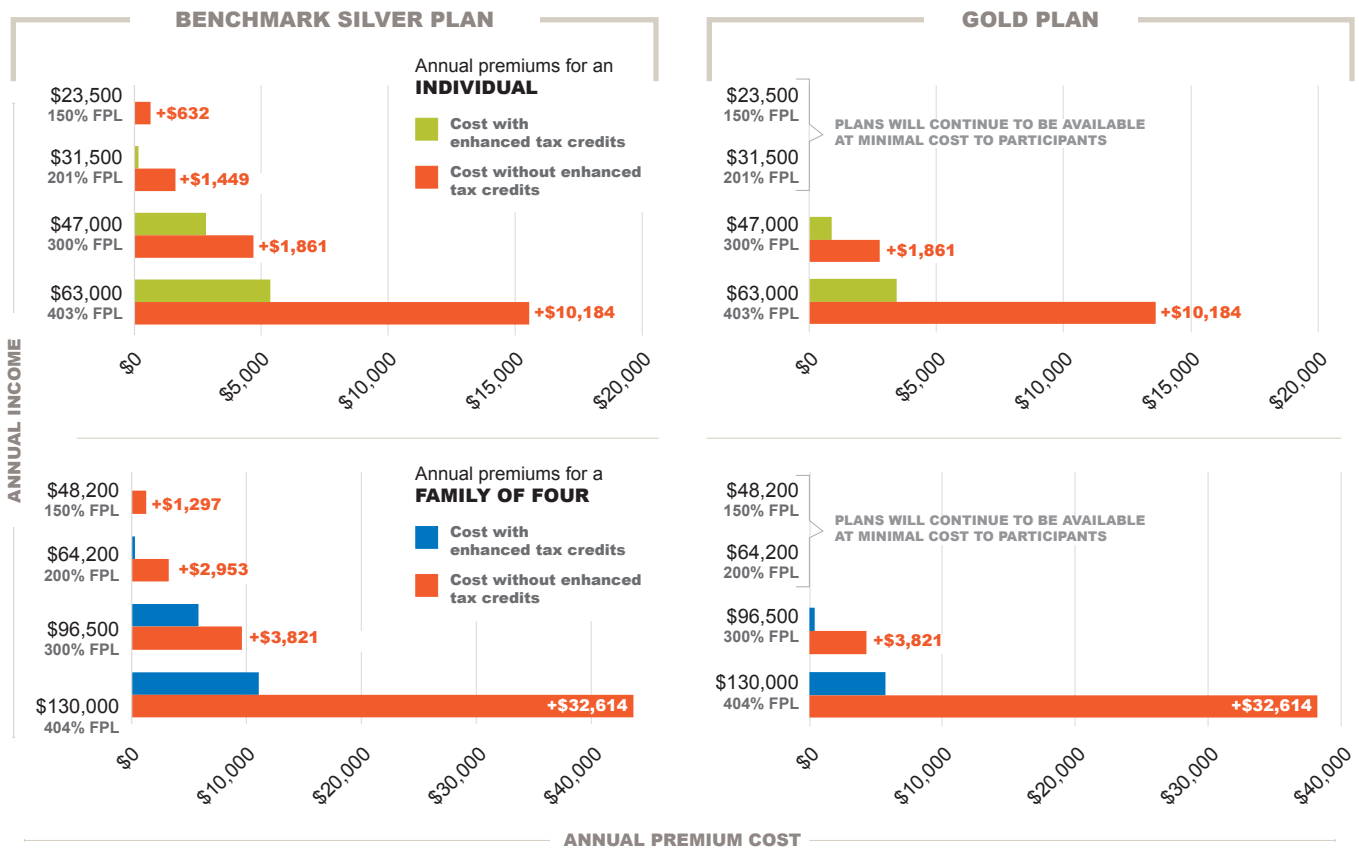 BENCHMARK SILVER PLAN
Annual premiums for an
INDIVIDUAL
Cost with
enhanced tax credits
Cost without enhanced
tax credits
$23,500
150% FPL
+$632
$31,500
201% FPL
+$1,449
$47,000
300% FPL
+$1,861
$63,000
403% FPL
+$10,184
$0
$5,000
$10,000
$15,000
$20,000
GOLD PLAN
$23,500
150% FPL
$31,500
201% FPL
PLANS WILL CONTINUE TO BE AVAILABLE
AT MINIMAL COST TO PARTICIPANTS
$47,000
300% FPL
+$1,861
$63,000
403% FPL
+$10,184
$0
$5,000
$10,000
$15,000
$20,000
ANNUAL INCOME
Annual premiums for a
FAMILY OF FOUR
Cost with
enhanced tax credits
Cost without enhanced
tax credits
$48,200
150% FPL
+$1,297
$64,200
200% FPL
+$2,953
$96,500
300% FPL
+$3,821
$130,000
404% FPL
+$32,614
$0
$10,000
$20,000
$30,000
$40,000
$48,200
150% FPL
$64,200
200% FPL
PLANS WILL CONTINUE TO BE AVAILABLE
AT MINIMAL COST TO PARTICIPANTS
$96,500
300% FPL
+$3,821
$130,000
404% FPL
+$32,614
$0
$10,000
$20,000
$30,000
$40,000
ANNUAL PREMIUM COST